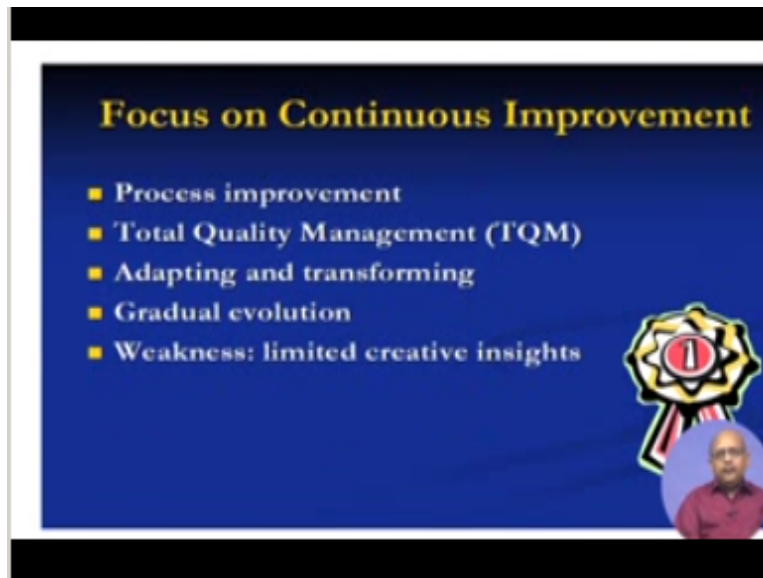 Focus on Continuous Improvement
Process improvement
Total Quality Management (TQM)
Adapting and transforming
Gradual evolution
Weakness: limited creative insights
1